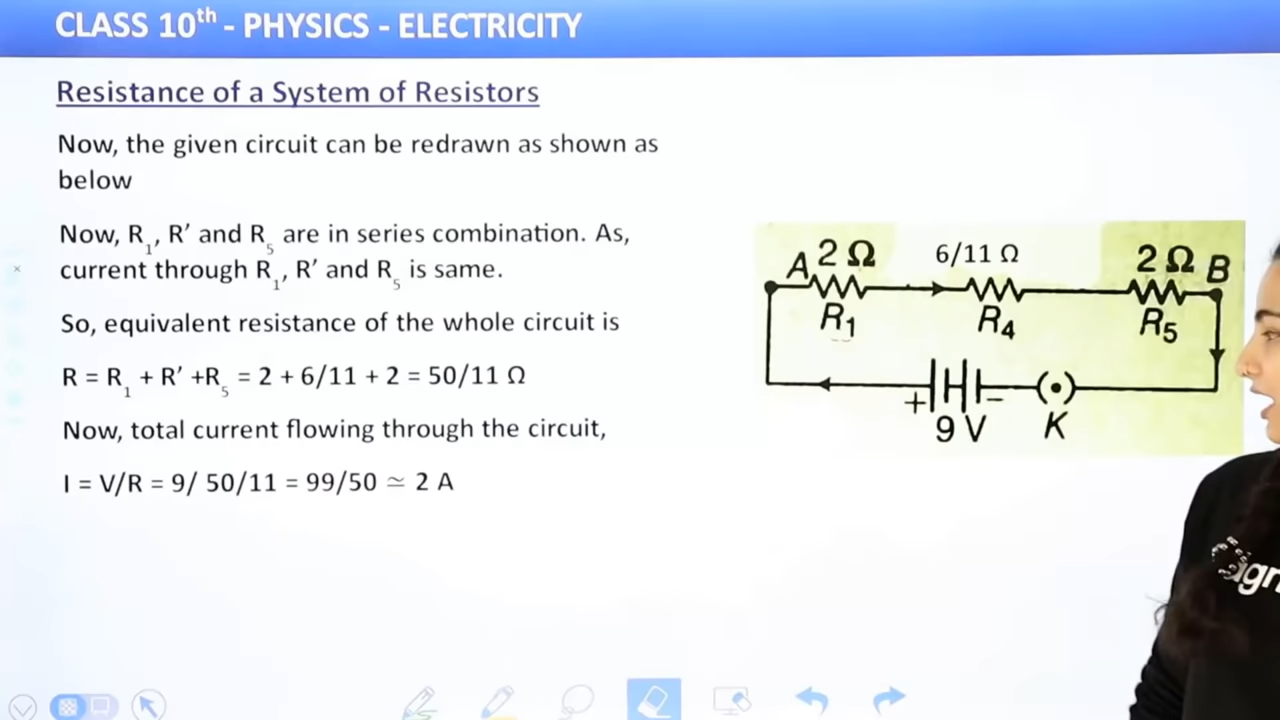 CLASS 10th - PHYSICS - ELECTRICITY
Resistance of a System of Resistors
Now, the given circuit can be redrawn as shown as
below
Now, R1, R′ and R5 are in series combination. As,
current through R1, R′ and R5 is same.
So, equivalent resistance of the whole circuit is
R = R1 + R′ +R5 = 2 + 6/11 + 2 = 50/11 Ω
Now, total current flowing through the circuit,
I = V/R = 9/ 50/11 = 99/50 ≃ 2 A
A 2 Ω 6/11 Ω 2 Ω B
R1 R4 R5
+ −
9 V K